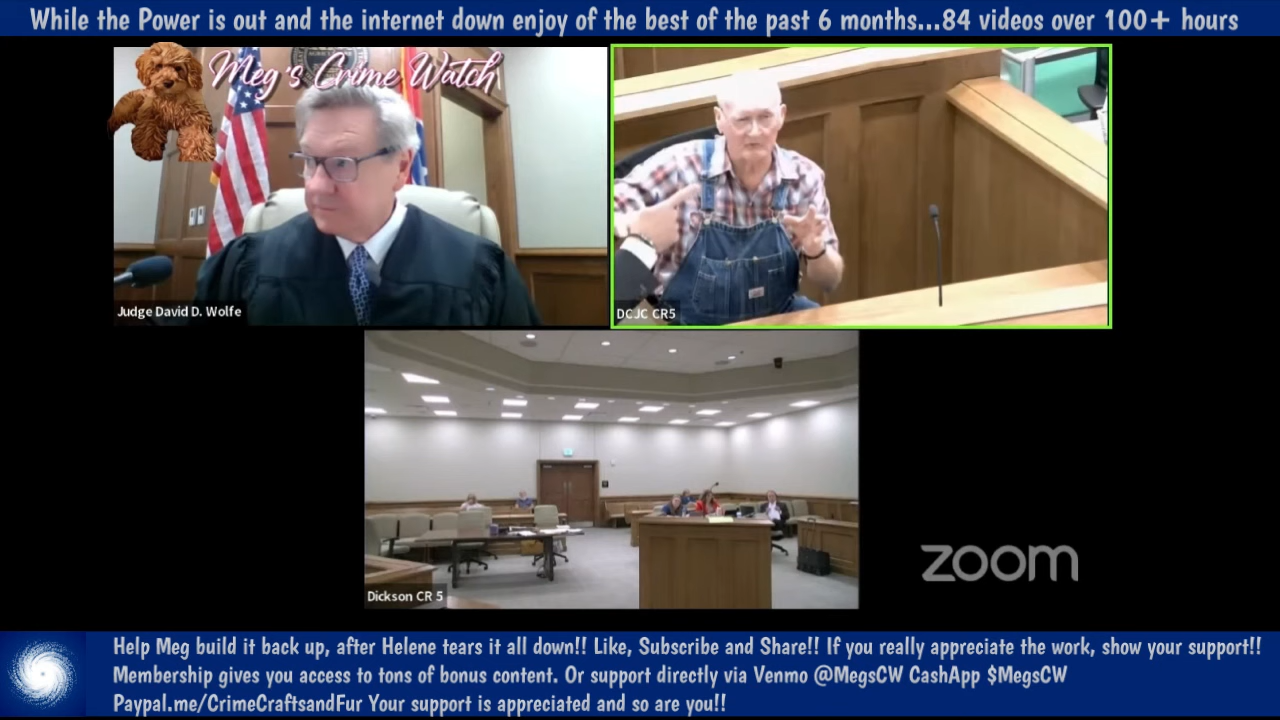 While the Power is out and the internet down enjoy of the best of the past 6 months...84 videos over 100+ hours
Meg's Crime Watch
Judge David D. Wolfe
DCJC CR5
Dickson CR 5
zoom
Help Meg build it back up, after Helene tears it all down!! Like, Subscribe and Share!! If you really appreciate the work, show your support!!
Membership gives you access to tons of bonus content. Or support directly via Venmo @MegsCW CashApp $MegsCW
Paypal.me/CrimeCraftsandFur Your support is appreciated and so are you!!